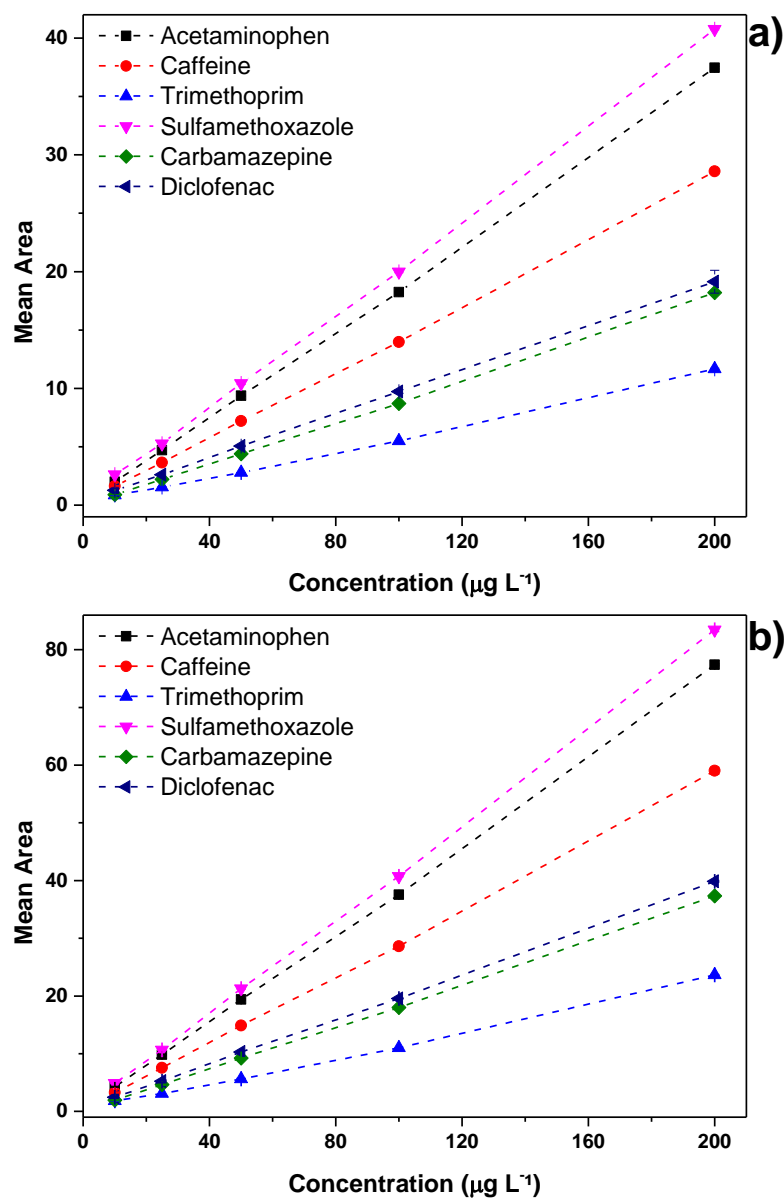 a)
Acetaminophen
Caffeine
Trimethoprim
Sulfamethoxazole
Carbamazepine
Diclofenac
40
30
20
10
0
Mean Area
0 40 80 120 160 200
Concentration (μg L⁻¹)
b)
Acetaminophen
Caffeine
Trimethoprim
Sulfamethoxazole
Carbamazepine
Diclofenac
80
60
40
20
0
Mean Area
0 40 80 120 160 200
Concentration (μg L⁻¹)